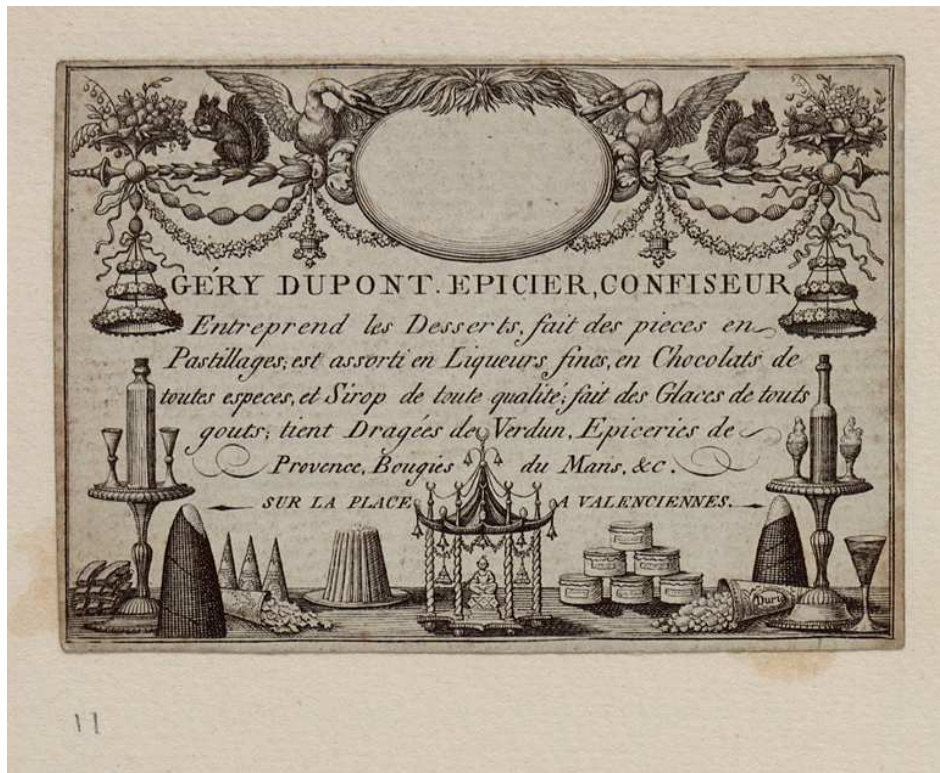 GÉRY DUPONT. EPICIER, CONFISEUR
Entreprend les Desserts, fait des pieces en
Pastillages; est assorti en Liqueurs fines, en Chocolats de
toutes especes, et Sirop de toute qualité; fait des Glaces de touts
gouts; tient Dragées de Verdun, Epiceries de
Provence, Bougies du Mans, &c.
SUR LA PLACE A VALENCIENNES.
11